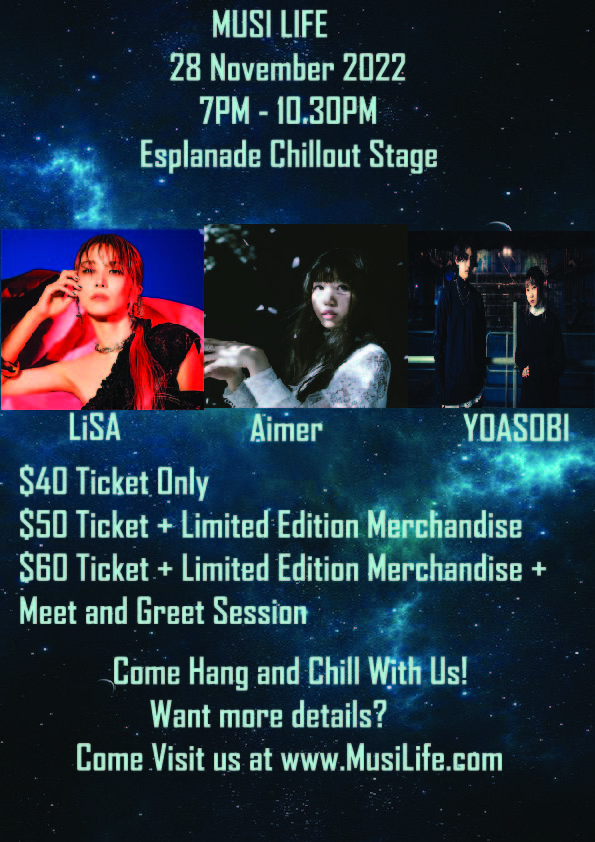 MUSI LIFE
28 November 2022
7PM - 10.30PM
Esplanade Chillout Stage
LiSA Aimer YOASOBI
$40 Ticket Only
$50 Ticket + Limited Edition Merchandise
$60 Ticket + Limited Edition Merchandise +
Meet and Greet Session
Come Hang and Chill With Us!
Want more details?
Come Visit us at www.MusiLife.com